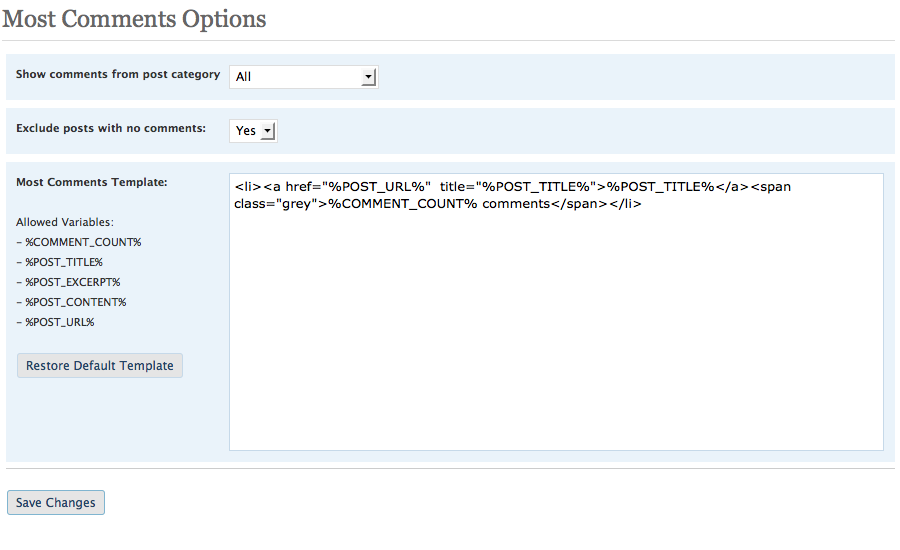 Most Comments Options
Show comments from post category All
Exclude posts with no comments: Yes
Most Comments Template:
<li><a href="%POST_URL%"  title="%POST_TITLE%">%POST_TITLE%</a><span
class="grey">%COMMENT_COUNT% comments</span></li>
Allowed Variables:
– %COMMENT_COUNT%
– %POST_TITLE%
– %POST_EXCERPT%
– %POST_CONTENT%
– %POST_URL%
Restore Default Template
Save Changes